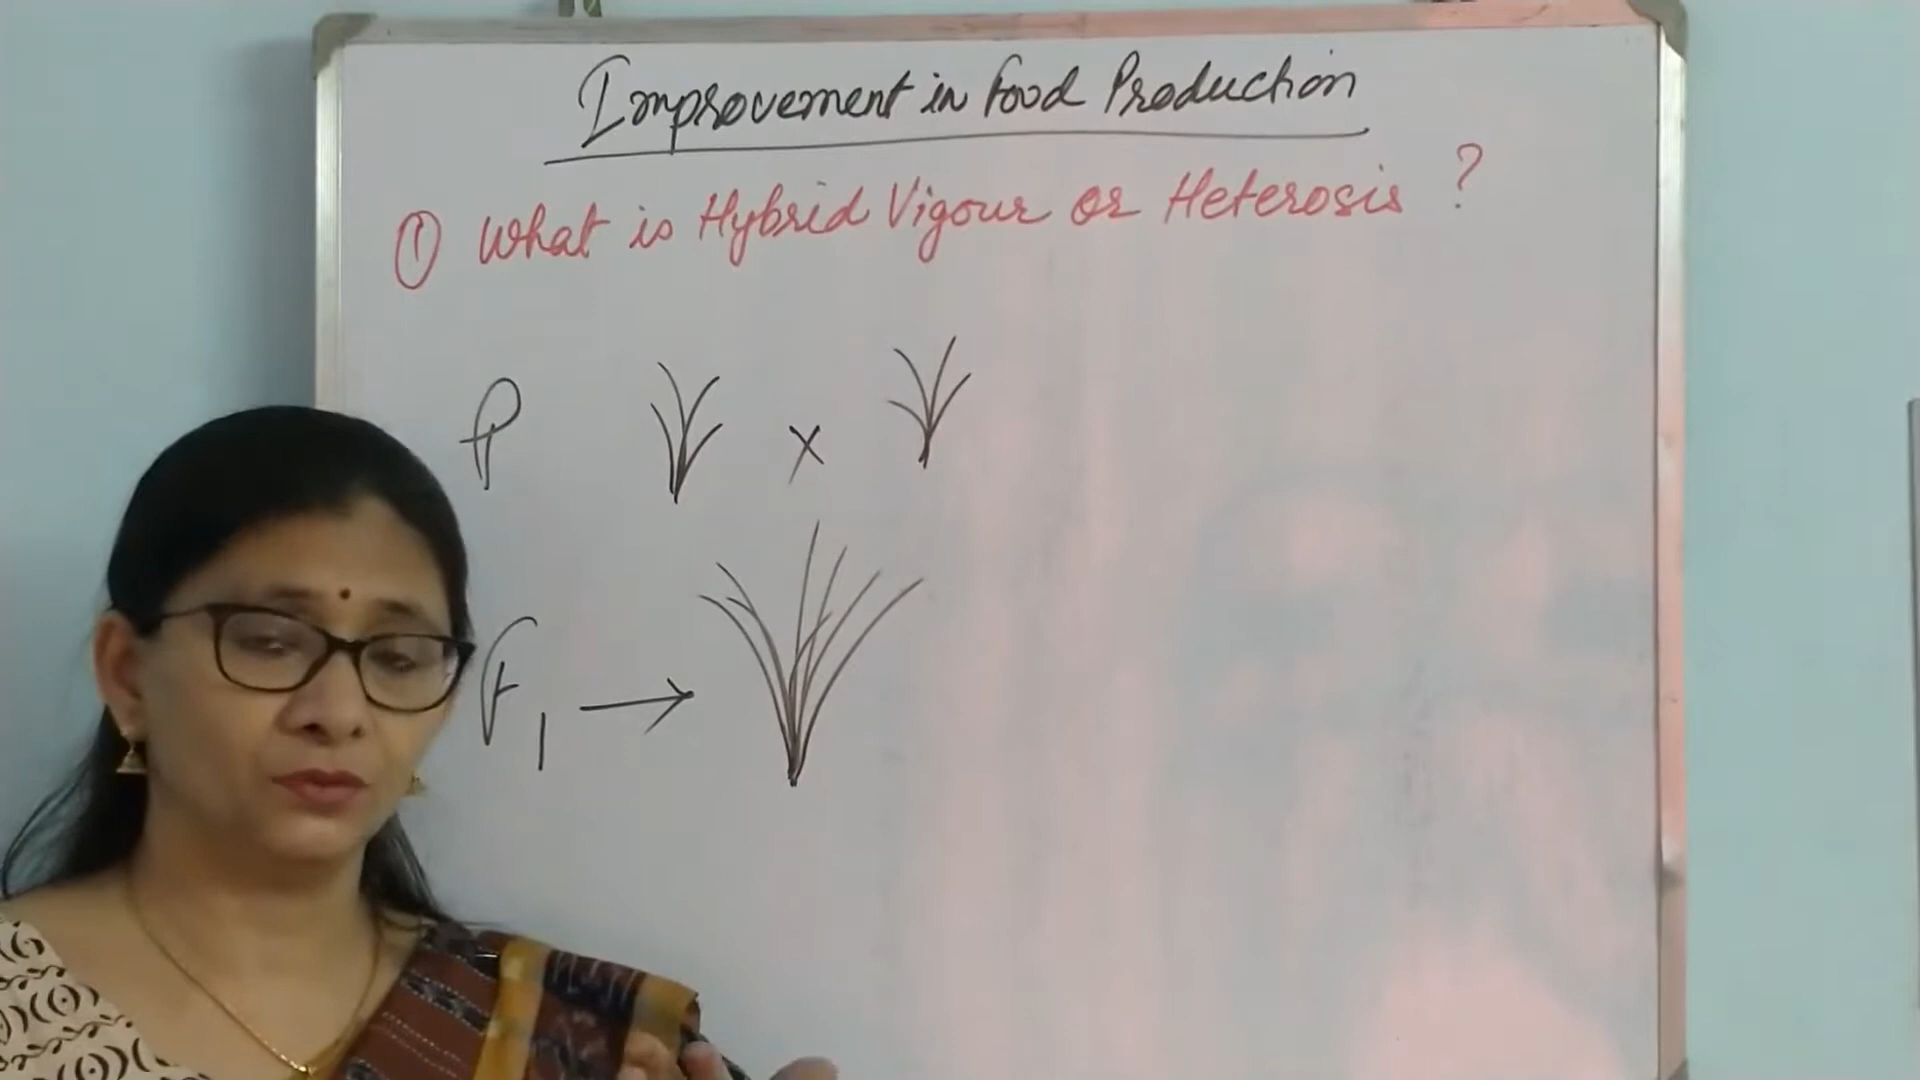 Improvement in Food Production
① What is Hybrid Vigour or Heterosis ?
P x
F1 →